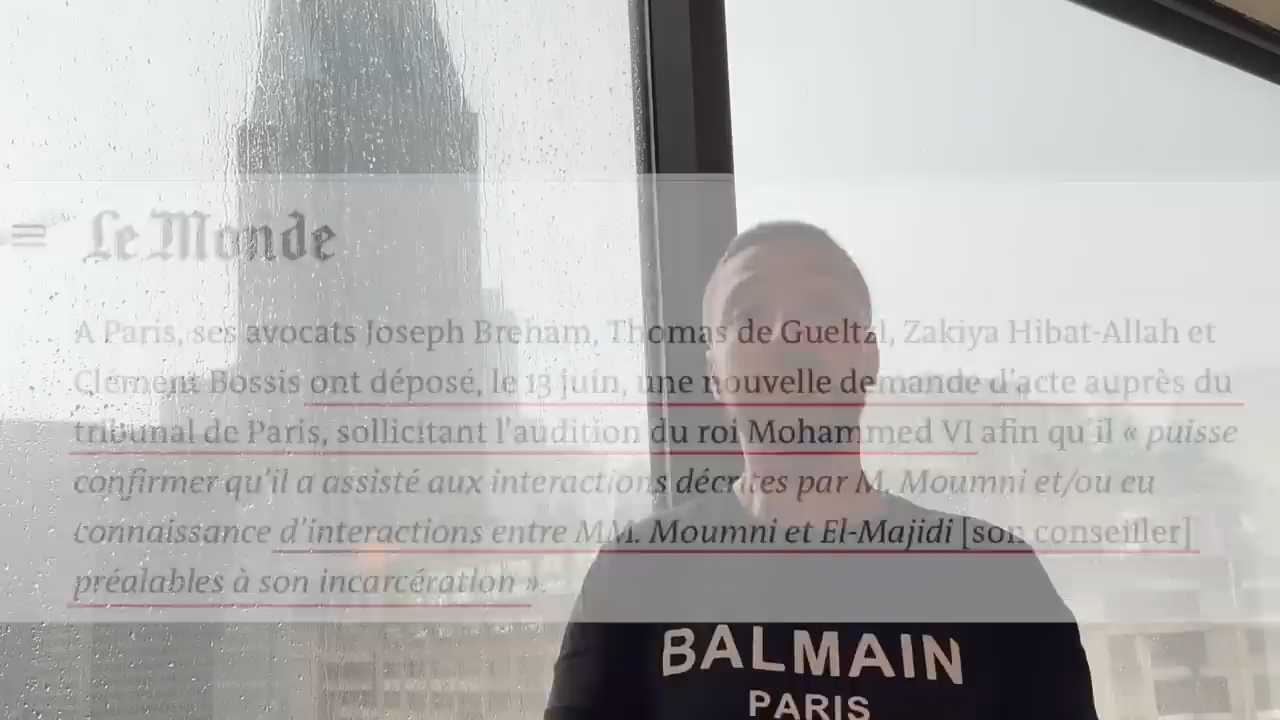 Le Monde
A Paris, ses avocats Joseph Breham, Thomas de Gueltzl, Zakiya Hibat-Allah et
Clément Bossis ont déposé, le 13 juin, une nouvelle demande d'acte auprès du
tribunal de Paris, sollicitant l'audition du roi Mohammed VI afin qu'il « puisse
confirmer qu'il a assisté aux interactions décrites par M. Moumni et/ou eu
connaissance d'interactions entre MM. Moumni et El-Majidi [son conseiller]
préalables à son incarcération ».
BALMAIN
PARIS